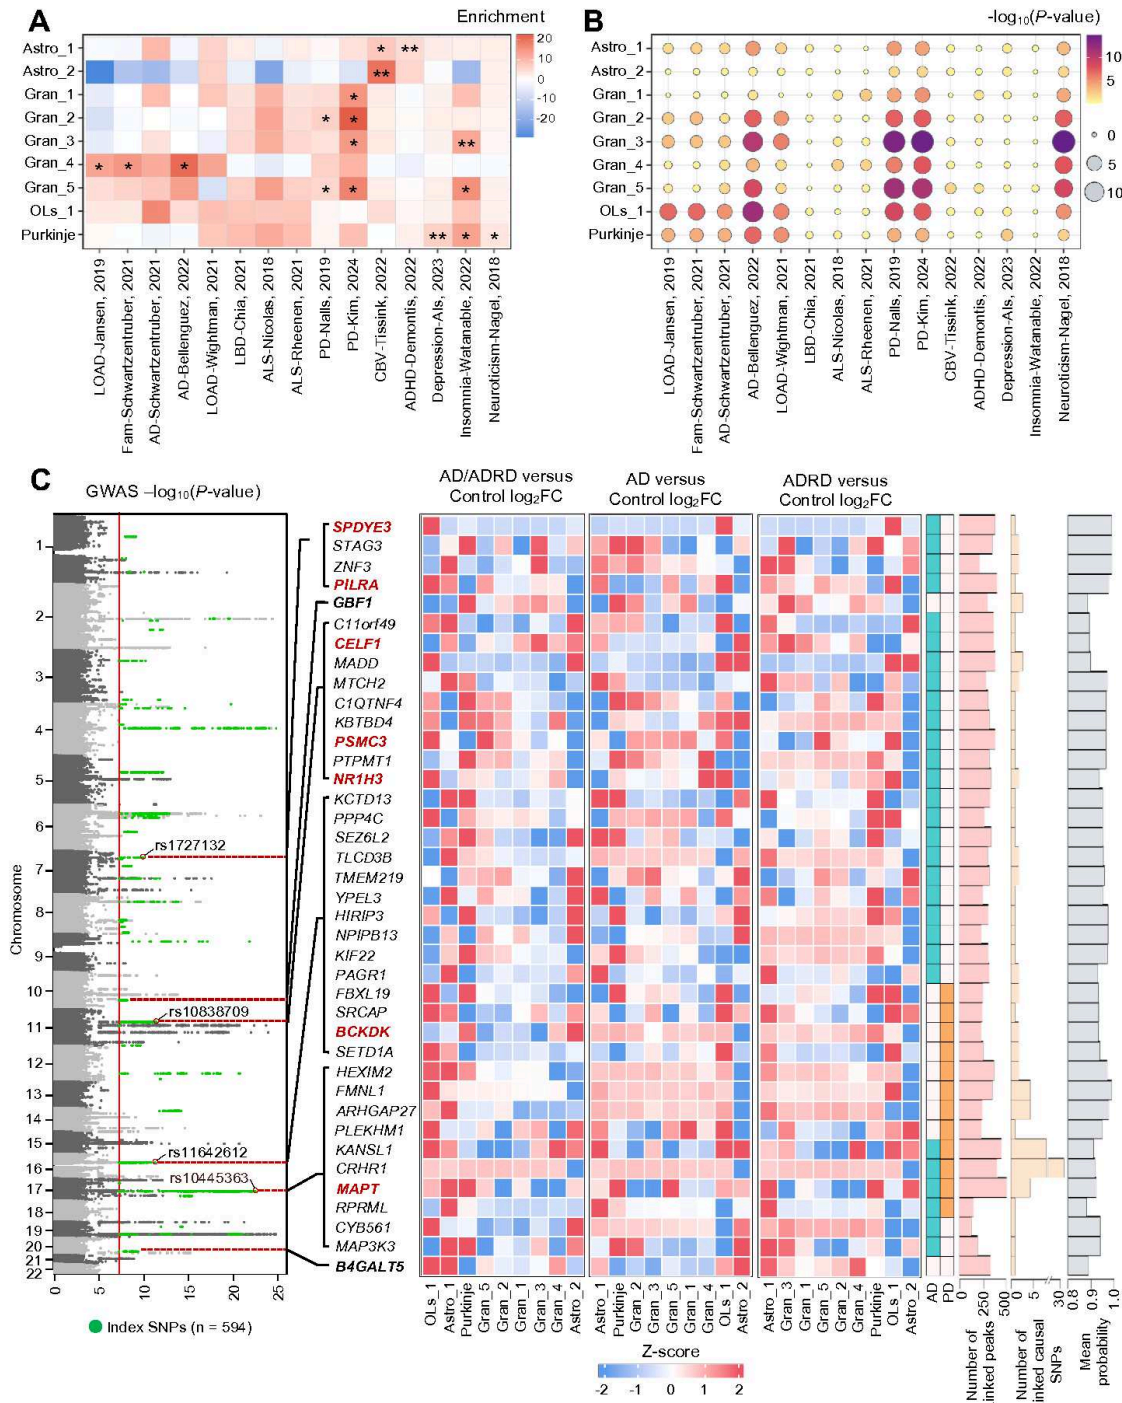 A
Enrichment
Astro_1
Astro_2
Gran_1
Gran_2
Gran_3
Gran_4
Gran_5
OLs_1
Purkinje
* ** ** * * * * ** * * * * * * ** * *
20
10
0
-10
-20
LOAD-Jansen, 2019
Fam-Schwartzentruber, 2021
AD-Schwartzentruber, 2021
AD-Bellenguez, 2022
LOAD-Wightman, 2021
LBD-Chia, 2021
ALS-Nicolas, 2018
ALS-Rheenen, 2021
PD-Nalls, 2019
PD-Kim, 2024
CBV-Tissink, 2022
ADHD-Demontis, 2022
Depression-Als, 2023
Insomnia-Watanable, 2022
Neuroticism-Nagel, 2018
B
-log10(P-value)
Astro_1
Astro_2
Gran_1
Gran_2
Gran_3
Gran_4
Gran_5
OLs_1
Purkinje
10
5
0
5
10
LOAD-Jansen, 2019
Fam-Schwartzentruber, 2021
AD-Schwartzentruber, 2021
AD-Bellenguez, 2022
LOAD-Wightman, 2021
LBD-Chia, 2021
ALS-Nicolas, 2018
ALS-Rheenen, 2021
PD-Nalls, 2019
PD-Kim, 2024
CBV-Tissink, 2022
ADHD-Demontis, 2022
Depression-Als, 2023
Insomnia-Watanable, 2022
Neuroticism-Nagel, 2018
C
GWAS –log10(P-value)
Chromosome
1
2
3
4
5
6
7
8
9
10
11
12
13
14
15
16
17
18
19
20
21
22
rs1727132
rs10838709
rs11642612
rs10445363
0 5 10 15 20 25
Index SNPs (n = 594)
SPDYE3
STAG3
ZNF3
PILRA
GBF1
C11orf49
CELF1
MADD
MTCH2
C1QTNF4
KBTBD4
PSMC3
PTPMT1
NR1H3
KCTD13
PPP4C
SEZ6L2
TLCD3B
TMEM219
YPEL3
HIRIP3
NPIPB13
KIF22
PAGR1
FBXL19
SRCAP
BCKDK
SETD1A
HEXIM2
FMNL1
ARHGAP27
PLEKHM1
KANSL1
CRHR1
MAPT
RPRML
CYB561
MAP3K3
B4GALT5
AD/ADRD versus
Control log2FC
OLs_1
Astro_1
Purkinje
Gran_5
Gran_2
Gran_1
Gran_3
Gran_4
Astro_2
AD versus
Control log2FC
Astro_1
Purkinje
Gran_2
Gran_3
Gran_5
Gran_1
Gran_4
OLs_1
Astro_2
ADRD versus
Control log2FC
Astro_1
Gran_3
Gran_1
Gran_5
Gran_2
Gran_4
Purkinje
OLs_1
Astro_2
AD
PD
0
250
500
Number of
inked peaks
0
5
30
Number of
inked causal
SNPs
0.8
0.9
1.0
Mean
probability
Z-score
-2 -1 0 1 2